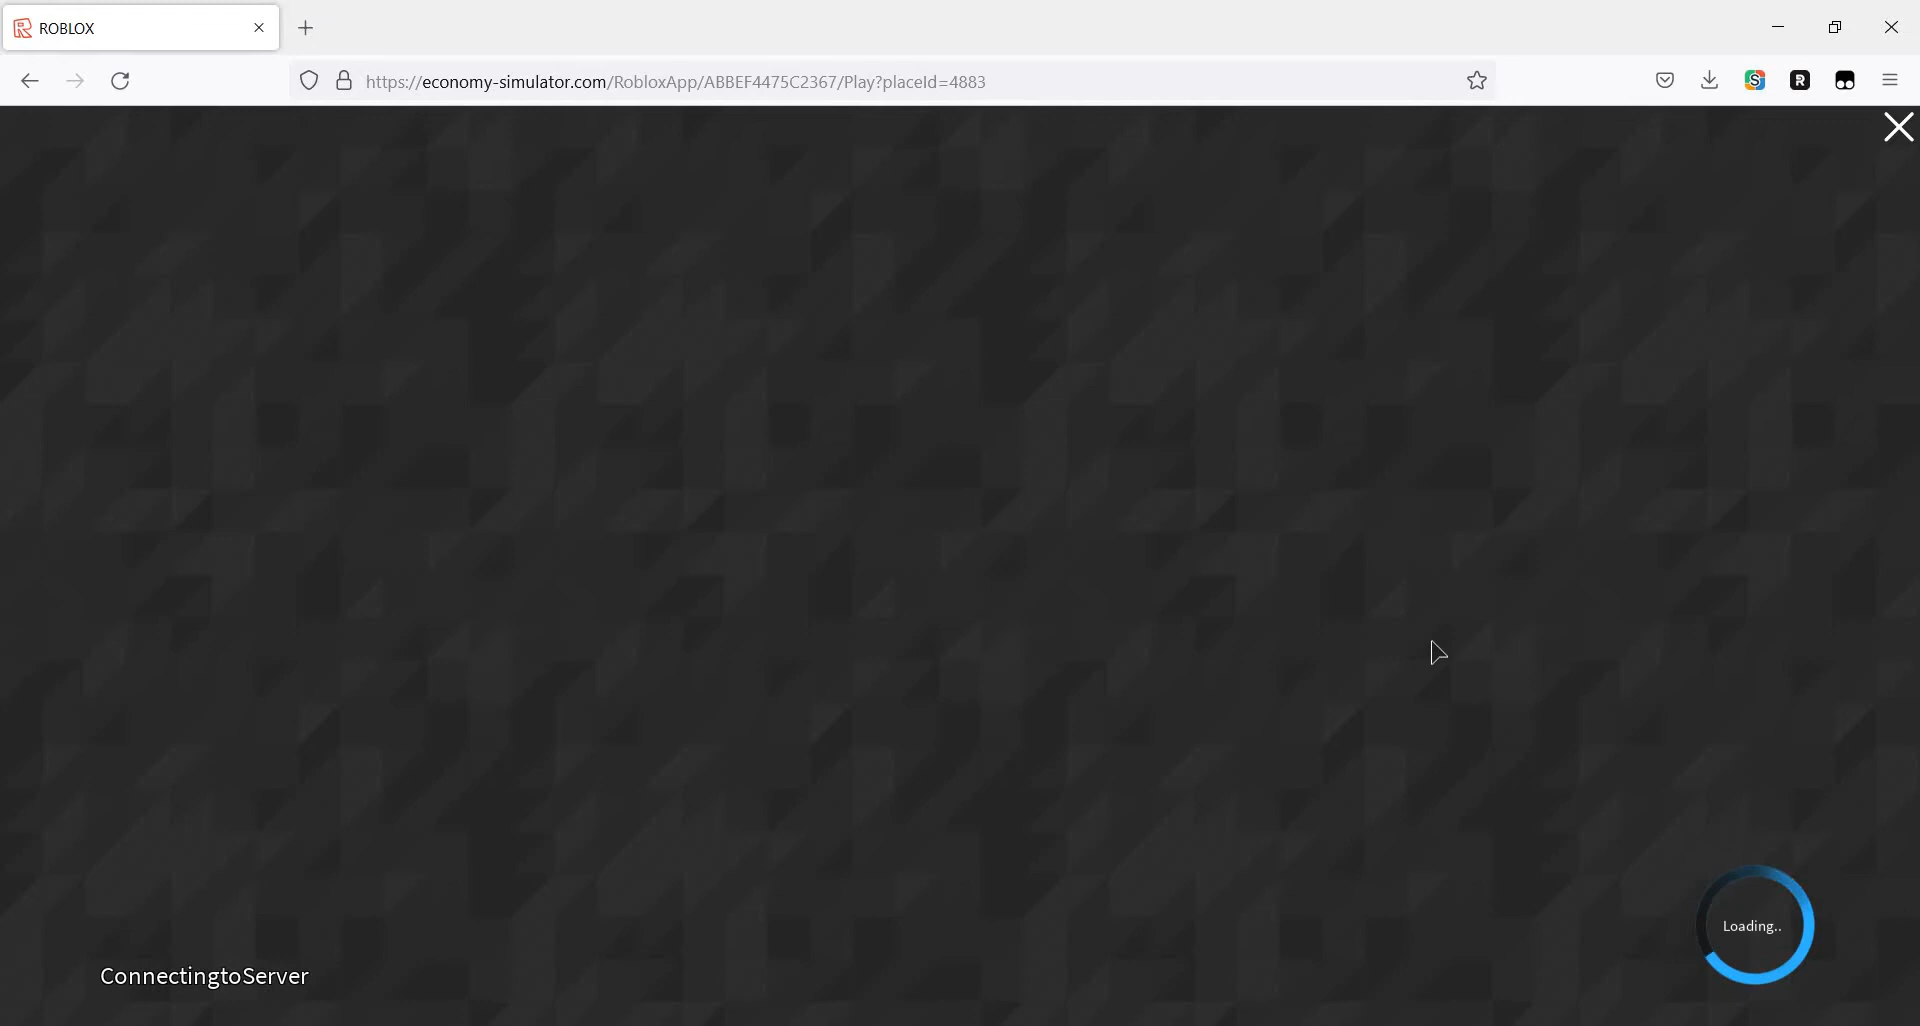 ROBLOX
https://economy-simulator.com/RobloxApp/ABBEF4475C2367/Play?placeId=4883
Loading..
ConnectingtoServer